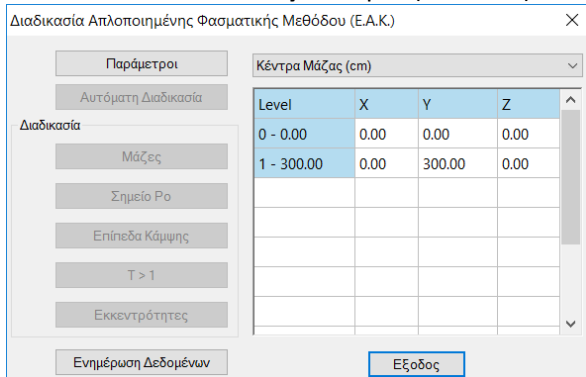 Διαδικασία Απλοποιημένης Φασματικής Μεθόδου (Ε.Α.Κ.)
Παράμετροι
Κέντρα Μάζας (cm)
Αυτόματη Διαδικασία
Διαδικασία
Μάζες
Σημείο Ρο
Επίπεδα Κάμψης
T > 1
Εκκεντρότητες
Level X Y Z
0 - 0.00 0.00 0.00 0.00
1 - 300.00 0.00 300.00 0.00
Ενημέρωση Δεδομένων
Εξοδος